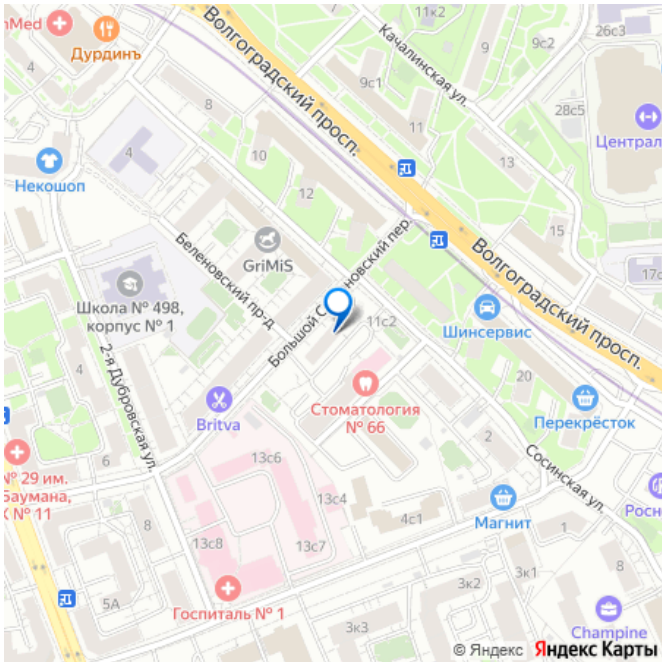 nMed
Дурдинъ
11к2
Качалинская ул.
9
9с2
26с3
4
Волгоградский просп.
9с1
8
11
28с5
Централ
4
10
13
Некошоп
12
15
GriMiS
Беленовский пр-д
17с
Школа № 498,
корпус № 1
Большой С
новский пер.
11с2
Шинсервис
Волгоградский просп.
2-я Дубровская ул.
Britva
Стоматология
№ 66
20
Перекрёсток
2
Сосинская ул.
№ 29 им.
Баумана,
К № 11
6
13с6
13с4
4с1
Магнит
Росн
8
13с8
13с7
1
8
5А
Госпиталь № 1
3к2
3к1
3к3
Champine
© Яндекс Яндекс Карты